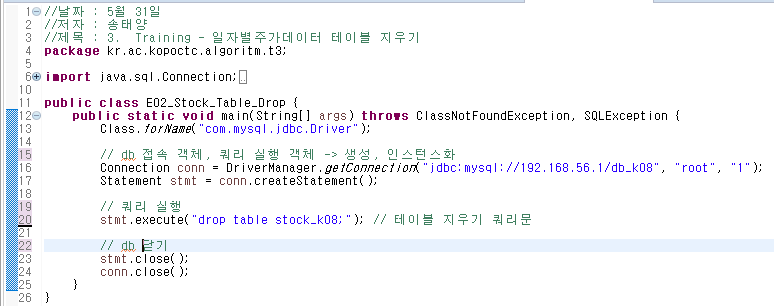 1 //날짜 : 5월 31일
2 //저자 : 송태양
3 //제목 : 3. Training - 일자별주가데이터 테이블 지우기
4 package kr.ac.kopoctc.algoritm.t3;
5
6 import java.sql.Connection;
10
11 public class E02_Stock_Table_Drop {
12 public static void main(String[] args) throws ClassNotFoundException, SQLException {
13 Class.forName("com.mysql.jdbc.Driver");
14
15 // db 접속 객체, 쿼리 실행 객체 -> 생성, 인스턴스화
16 Connection conn = DriverManager.getConnection("jdbc:mysql://192.168.56.1/db_k08", "root", "1");
17 Statement stmt = conn.createStatement();
18
19 // 쿼리 실행
20 stmt.execute("drop table stock_k08;"); // 테이블 지우기 쿼리문
21
22 // db 닫기
23 stmt.close();
24 conn.close();
25 }
26 }